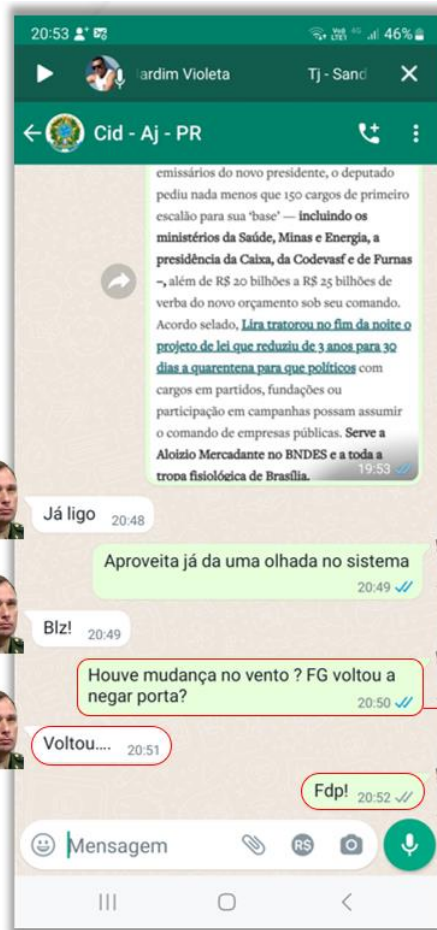 20:53
46%
ardim Violeta Tj - Sand
Cid - Aj - PR
emissários do novo presidente, o deputado
pediu nada menos que 150 cargos de primeiro
escalão para sua 'base' — incluindo os
ministérios da Saúde, Minas e Energia, a
presidência da Caixa, da Codevasf e de Furnas
–, além de R$ 20 bilhões a R$ 25 bilhões de
verba do novo orçamento sob seu comando.
Acordo selado, Lira tratorou no fim da noite o
projeto de lei que reduziu de 3 anos para 30
dias a quarentena para que políticos com
cargos em partidos, fundações ou
participação em campanhas possam assumir
o comando de empresas públicas. Serve a
Aloizio Mercadante no BNDES e a toda a
tropa fisiológica de Brasília.
19:53
Já ligo 20:48
Aproveita já da uma olhada no sistema
20:49
Blz! 20:49
Houve mudança no vento ? FG voltou a
negar porta?
20:50
Voltou.... 20:51
Fdp! 20:52
Mensagem
R$